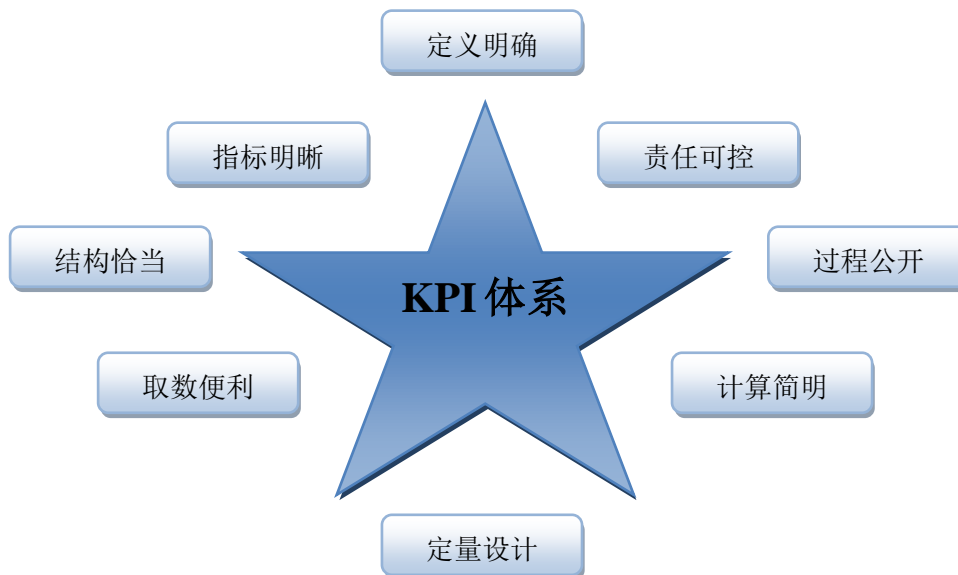 定义明确
指标明晰
责任可控
结构恰当
过程公开
KPI 体系
取数便利
计算简明
定量设计